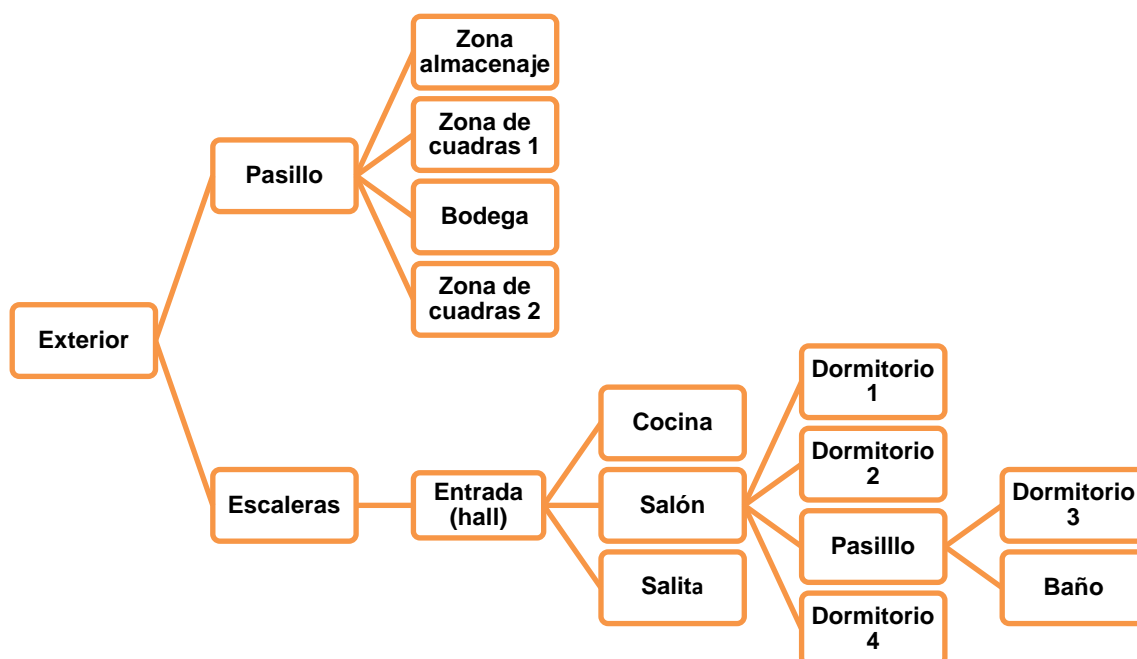 Zona
almacenaje
Zona de
cuadras 1
Pasillo
Bodega
Zona de
cuadras 2
Exterior
Dormitorio
1
Cocina
Dormitorio
2
Escaleras
Entrada
(hall)
Salón
Dormitorio
3
Pasilllo
Salita
Baño
Dormitorio
4